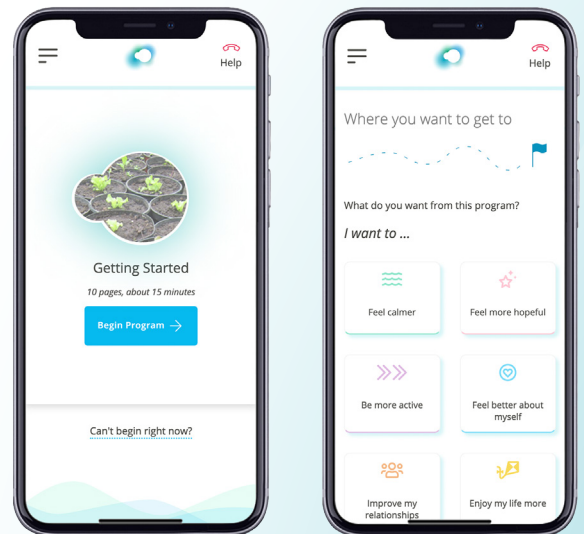 Help
Getting Started
10 pages, about 15 minutes
Begin Program
Can't begin right now?
Help
Where you want to get to
What do you want from this program?
I want to ...
Feel calmer
Feel more hopeful
Be more active
Feel better about
myself
Improve my
relationships
Enjoy my life more